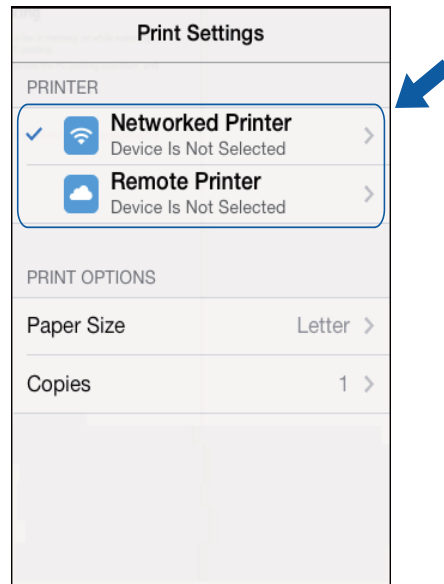 Print Settings
PRINTER
Networked Printer
Device Is Not Selected
Remote Printer
Device Is Not Selected
PRINT OPTIONS
Paper Size Letter
Copies 1